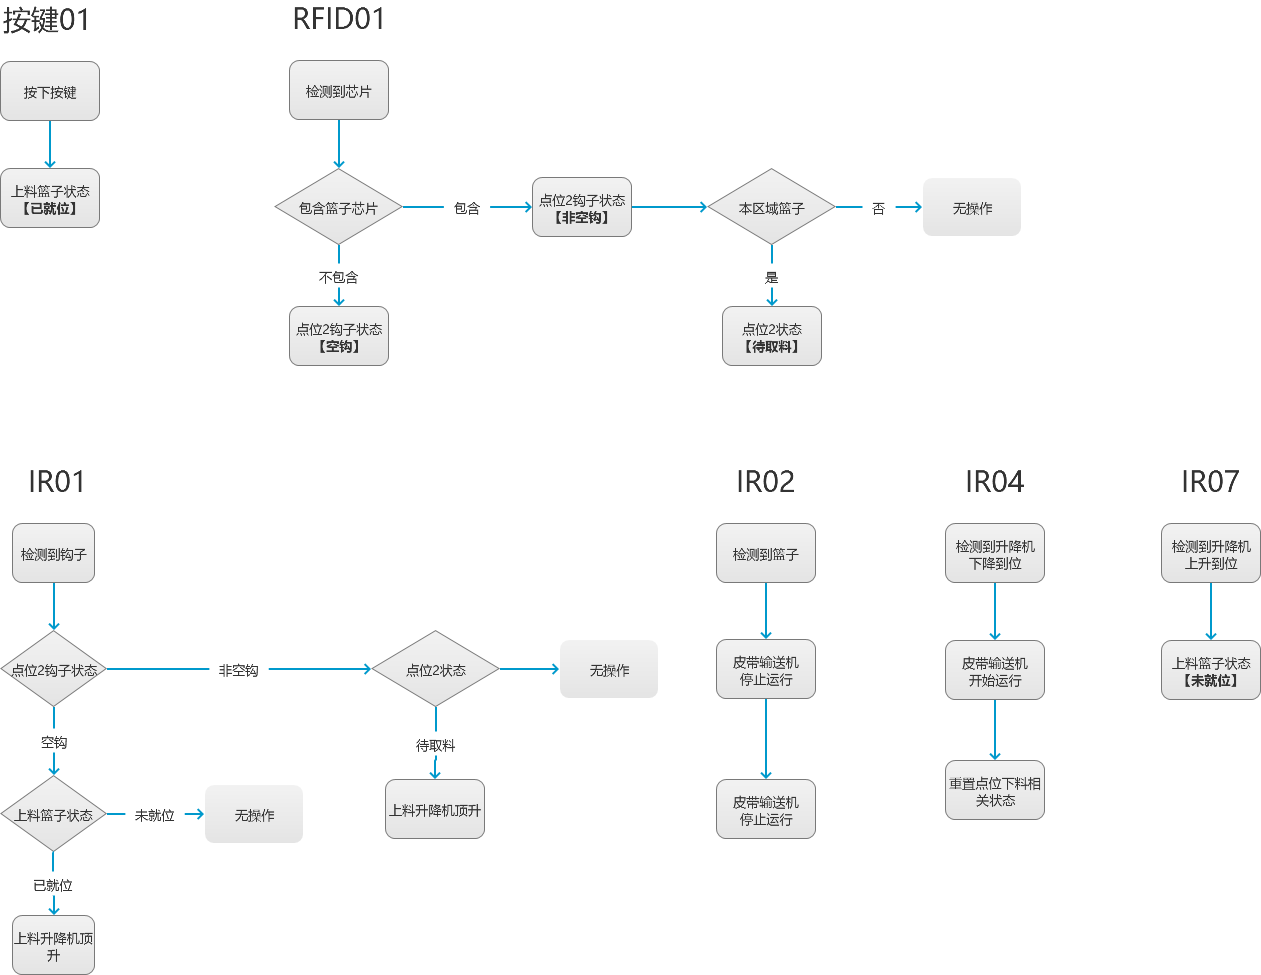 按键01
RFID01
按下按键
检测到芯片
上料篮子状态
【已就位】
包含篮子芯片
包含
点位2钩子状态
【非空钩】
本区域篮子
否
无操作
不包含
是
点位2钩子状态
【空钩】
点位2状态
【待取料】
IR01
IR02
IR04
IR07
检测到钩子
检测到篮子
检测到升降机
下降到位
检测到升降机
上升到位
点位2钩子状态
非空钩
点位2状态
无操作
皮带输送机
停止运行
皮带输送机
开始运行
上料篮子状态
【未就位】
空钩
待取料
上料篮子状态
未就位
无操作
上料升降机顶升
皮带输送机
停止运行
重置点位下料相
关状态
已就位
上料升降机顶
升